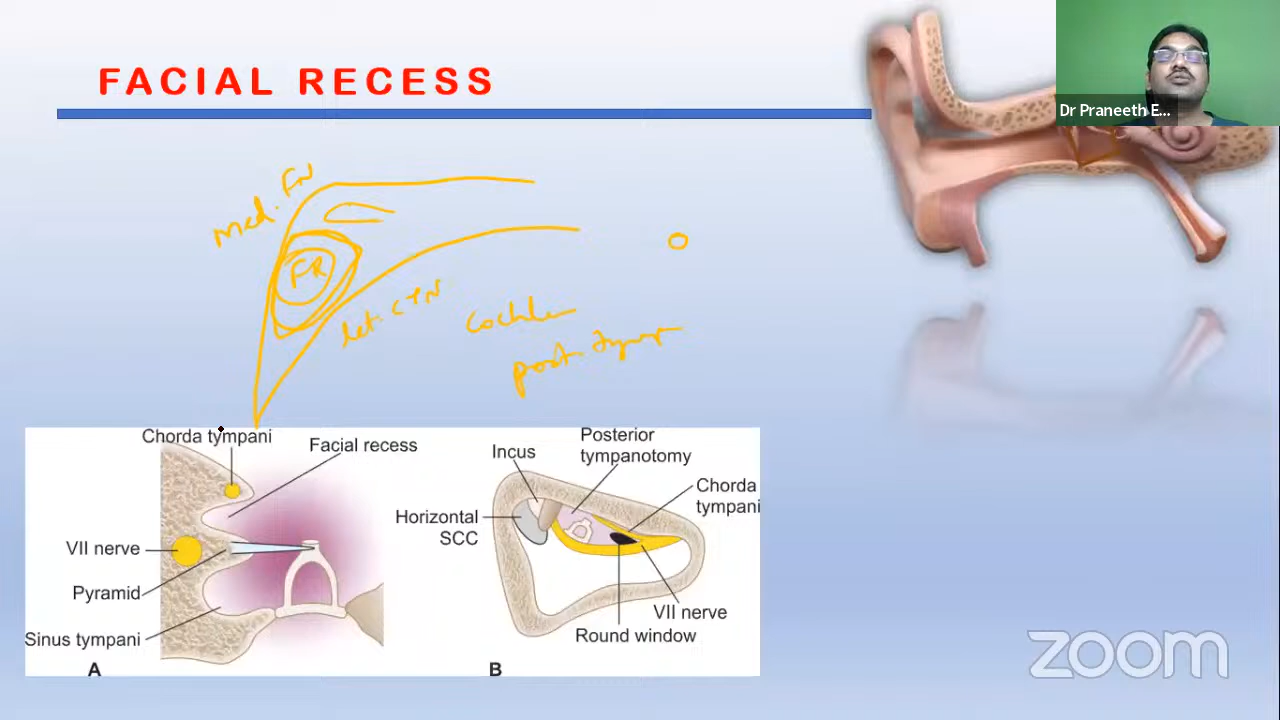 FACIAL RECESS
Dr Praneeth E...
med. FN
FR
lat. CTN
Cochlea
post. tymp
Chorda tympani
Facial recess
VII nerve
Pyramid
Sinus tympani
A
Posterior
tympanotomy
Incus
Chorda
tympani
Horizontal
SCC
VII nerve
Round window
B
zoom